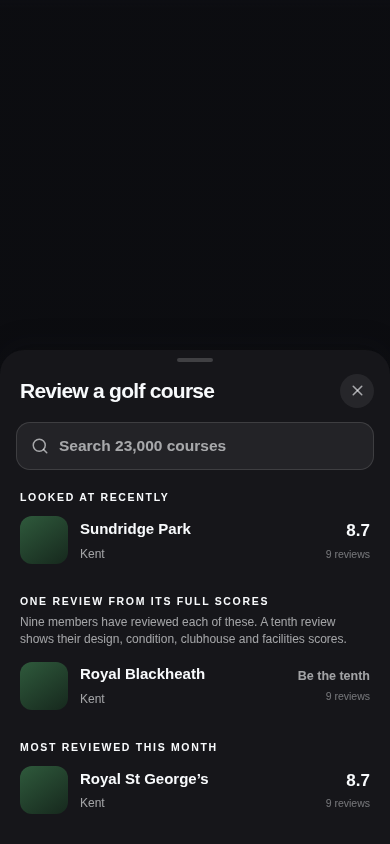 Review a golf course
Search 23,000 courses
LOOKED AT RECENTLY
Sundridge Park
8.7
Kent
9 reviews
ONE REVIEW FROM ITS FULL SCORES
Nine members have reviewed each of these. A tenth review
shows their design, condition, clubhouse and facilities scores.
Royal Blackheath
Be the tenth
Kent
9 reviews
MOST REVIEWED THIS MONTH
Royal St George’s
8.7
Kent
9 reviews